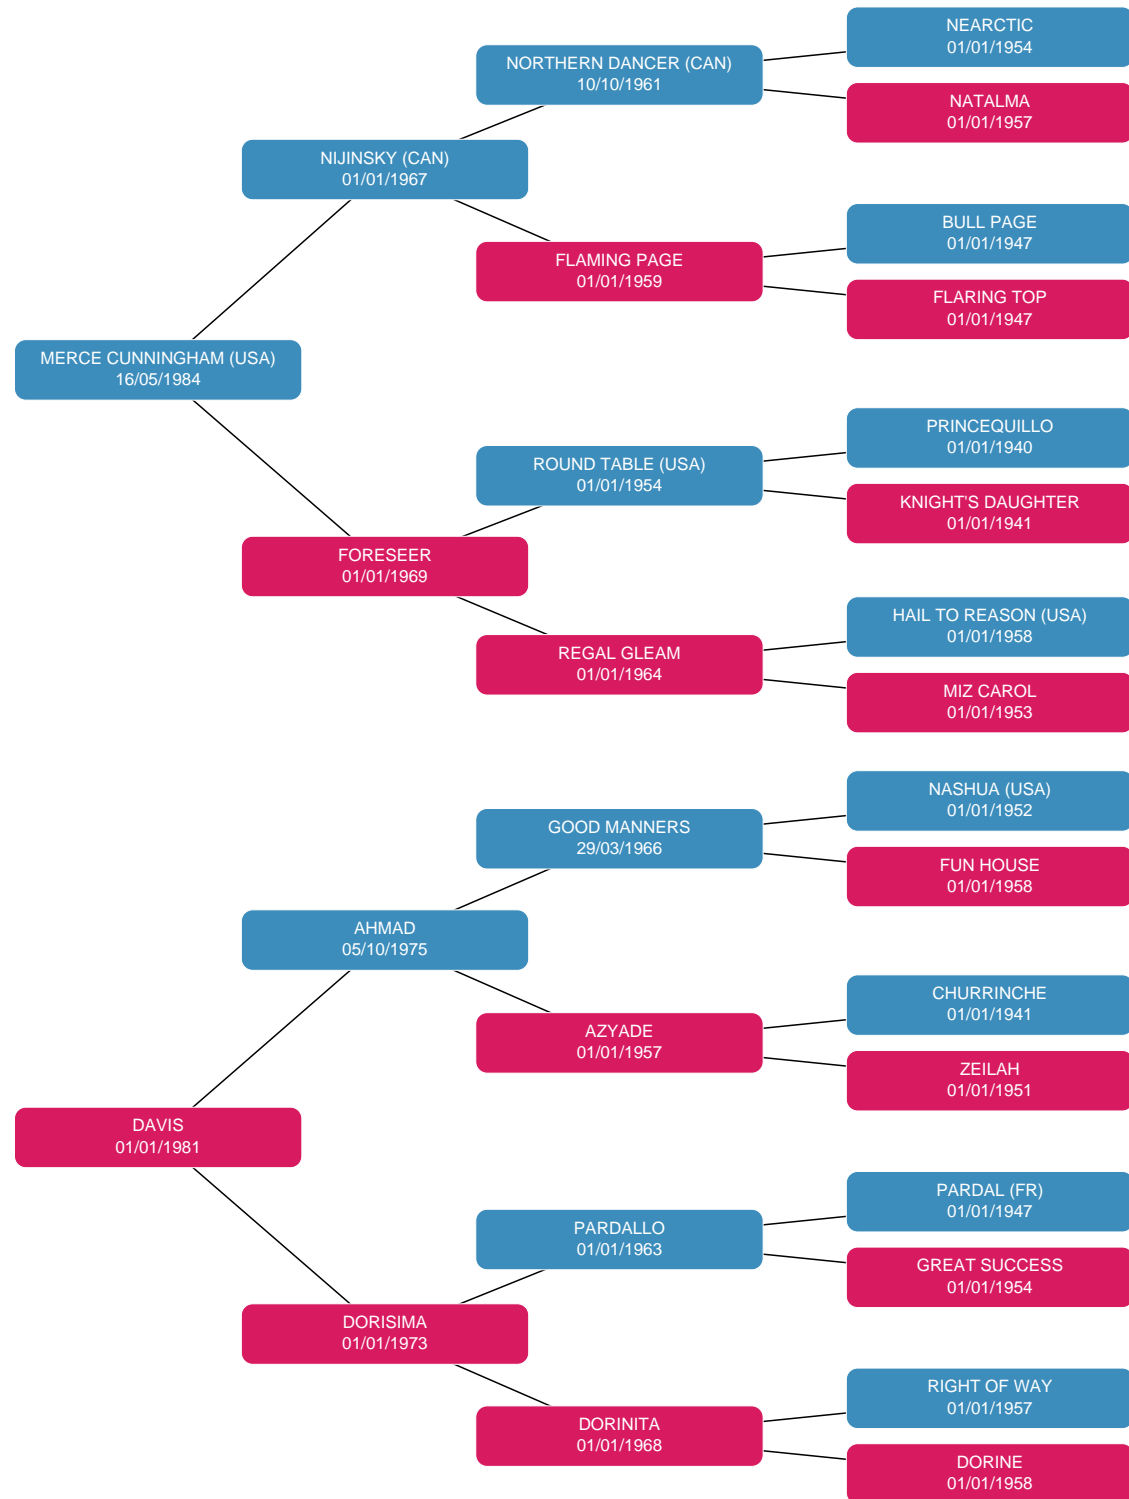 NEARCTIC
01/01/1954
NORTHERN DANCER (CAN)
10/10/1961
NATALMA
01/01/1957
NIJINSKY (CAN)
01/01/1967
BULL PAGE
01/01/1947
FLAMING PAGE
01/01/1959
FLARING TOP
01/01/1947
MERCE CUNNINGHAM (USA)
16/05/1984
PRINCEQUILLO
01/01/1940
ROUND TABLE (USA)
01/01/1954
KNIGHT'S DAUGHTER
01/01/1941
FORESEER
01/01/1969
HAIL TO REASON (USA)
01/01/1958
REGAL GLEAM
01/01/1964
MIZ CAROL
01/01/1953
NASHUA (USA)
01/01/1952
GOOD MANNERS
29/03/1966
FUN HOUSE
01/01/1958
AHMAD
05/10/1975
CHURRINCHE
01/01/1941
AZYADE
01/01/1957
ZEILAH
01/01/1951
DAVIS
01/01/1981
PARDAL (FR)
01/01/1947
PARDALLO
01/01/1963
GREAT SUCCESS
01/01/1954
DORISIMA
01/01/1973
RIGHT OF WAY
01/01/1957
DORINITA
01/01/1968
DORINE
01/01/1958